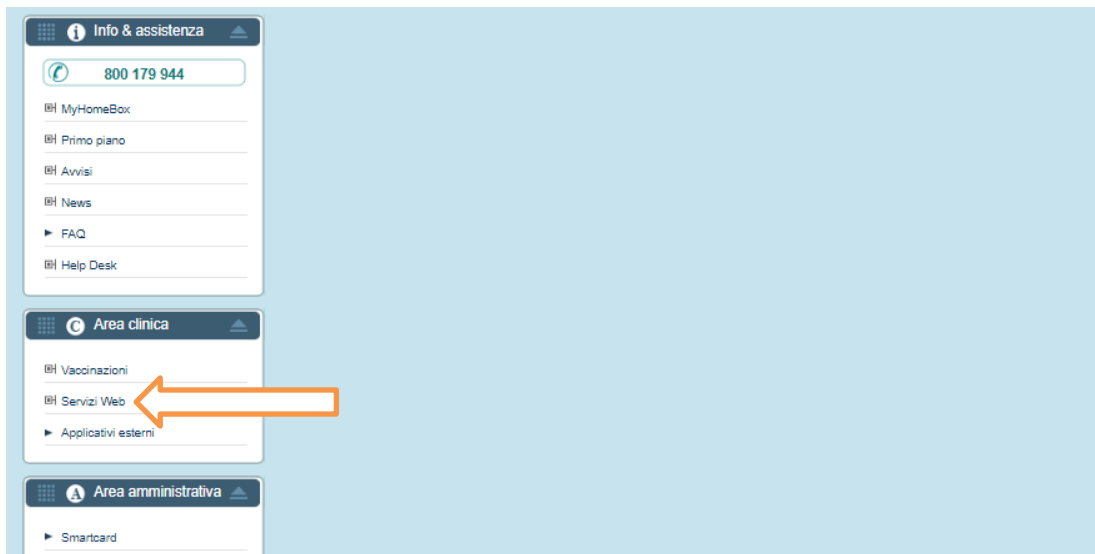 Info & assistenza
800 179 944
MyHomeBox
Primo piano
Avvisi
News
FAQ
Help Desk
Area clinica
Vaccinazioni
Servizi Web
Applicativi esterni
Area amministrativa
Smartcard